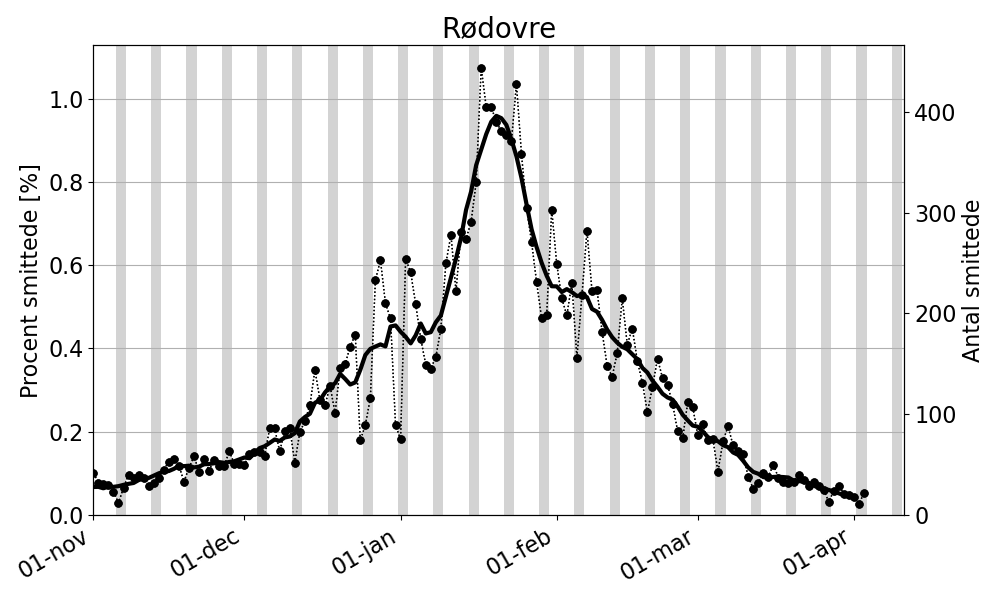 Rødovre
Procent smittede [%]
1.0
0.8
0.6
0.4
0.2
0.0
400
300
200
100
0
Antal smittede
01-nov
01-dec
01-jan
01-feb
01-mar
01-apr